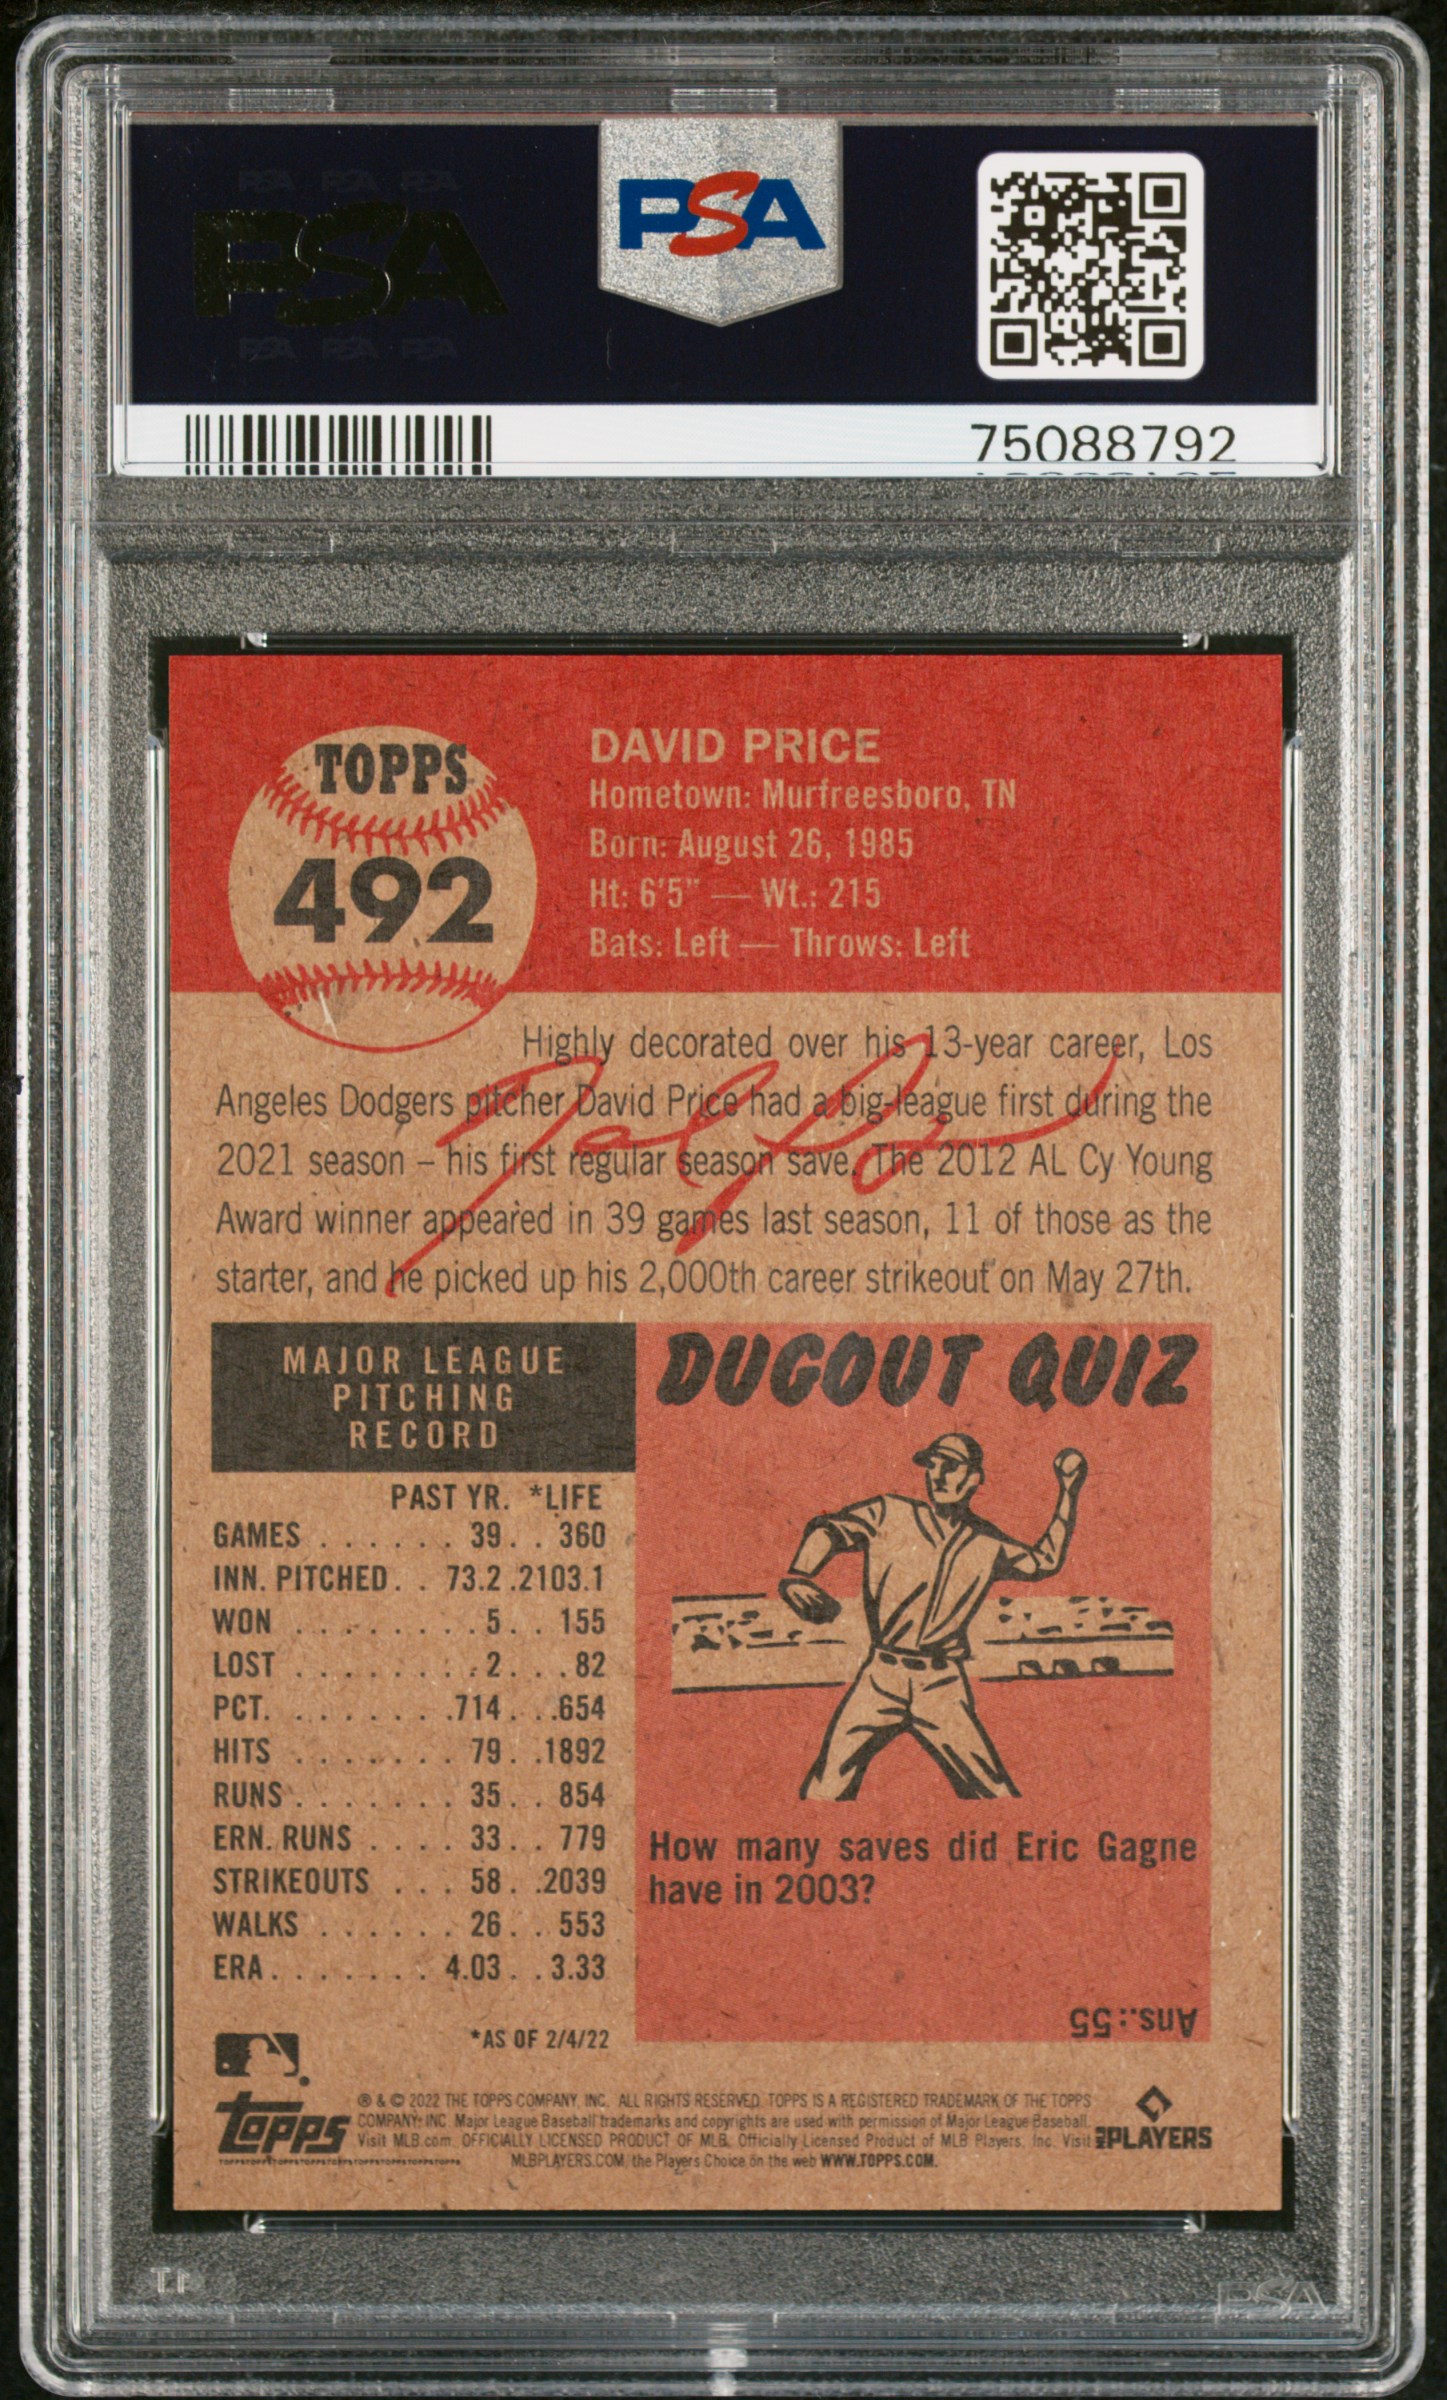 PSA PSA PSA
PSA
PSA PSA PSA
PSA
75088792
TOPPS
492
DAVID PRICE
Hometown: Murfreesboro, TN
Born: August 26, 1985
Ht: 6'5" — Wt.: 215
Bats: Left — Throws: Left
Highly decorated over his 13-year career, Los
Angeles Dodgers pitcher David Price had a big-league first during the
2021 season – his first regular season save. The 2012 AL Cy Young
Award winner appeared in 39 games last season, 11 of those as the
starter, and he picked up his 2,000th career strikeout on May 27th.
MAJOR LEAGUE
PITCHING
RECORD
PAST YR. *LIFE
GAMES . . . . . . 39. . 360
INN. PITCHED. . 73.2 .2103.1
WON . . . . . . . . 5. . 155
LOST . . . . . . . . 2. . . 82
PCT. . . . . . . . .714. . .654
HITS . . . . . . . 79. .1892
RUNS . . . . . . . 35. . 854
ERN. RUNS . . . . 33. . 779
STRIKEOUTS . . . 58. .2039
WALKS . . . . . . 26. . 553
ERA. . . . . . . 4.03. . 3.33
*AS OF 2/4/22
DUGOUT QUIZ
How many saves did Eric Gagne
have in 2003?
Ans.:55
topps
® & © 2022 THE TOPPS COMPANY, INC. ALL RIGHTS RESERVED. TOPPS IS A REGISTERED TRADEMARK OF THE TOPPS
COMPANY, INC. Major League Baseball trademarks and copyrights are used with permission of Major League Baseball.
Visit MLB.com. OFFICIALLY LICENSED PRODUCT OF MLB. Officially Licensed Product of MLB Players, Inc. Visit
MLBPLAYERS.COM, the Players Choice on the web WWW.TOPPS.COM.
MLB PLAYERS
PSA